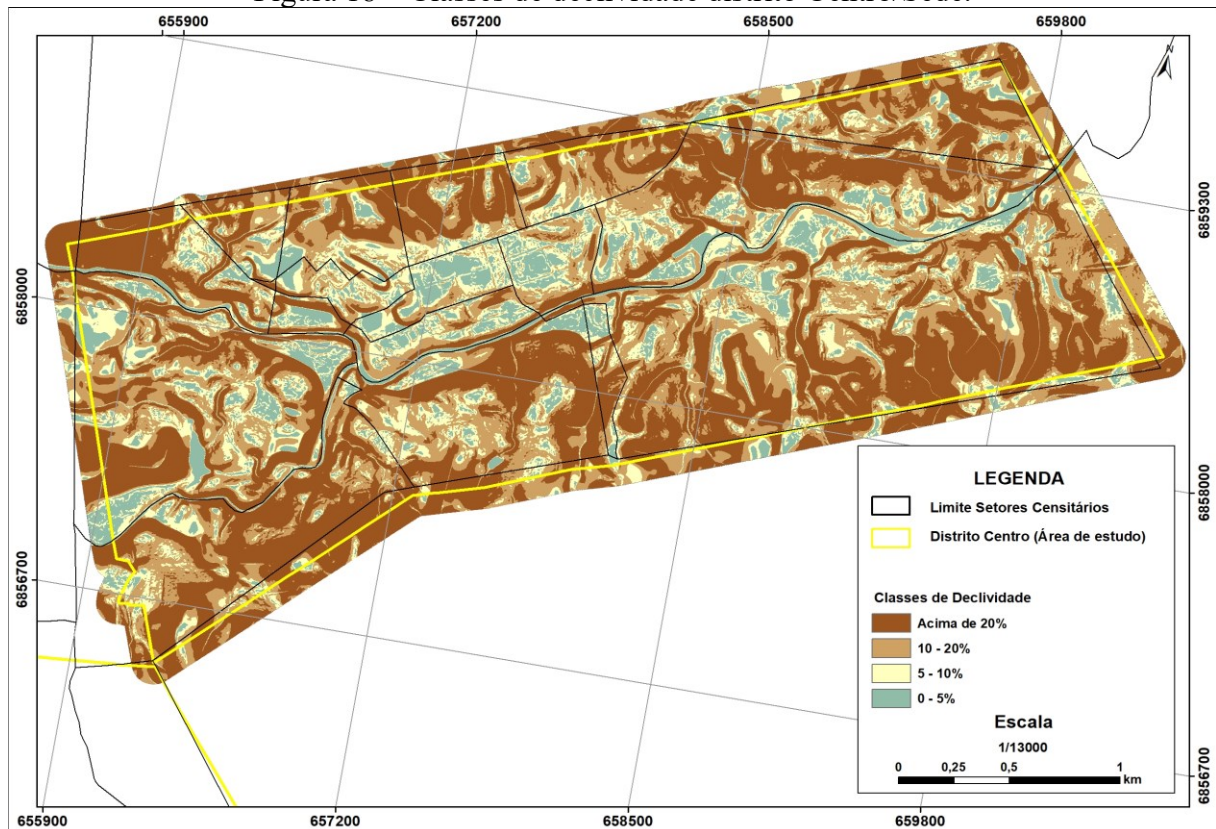 655900 657200 658500 659800
N
6859300
6858000
LEGENDA
Limite Setores Censitários
Distrito Centro (Área de estudo)
6858000
6856700
Classes de Declividade
Acima de 20%
10 - 20%
5 - 10%
0 - 5%
Escala
1/13000
0 0,25 0,5 1
km
6856700
655900 657200 658500 659800